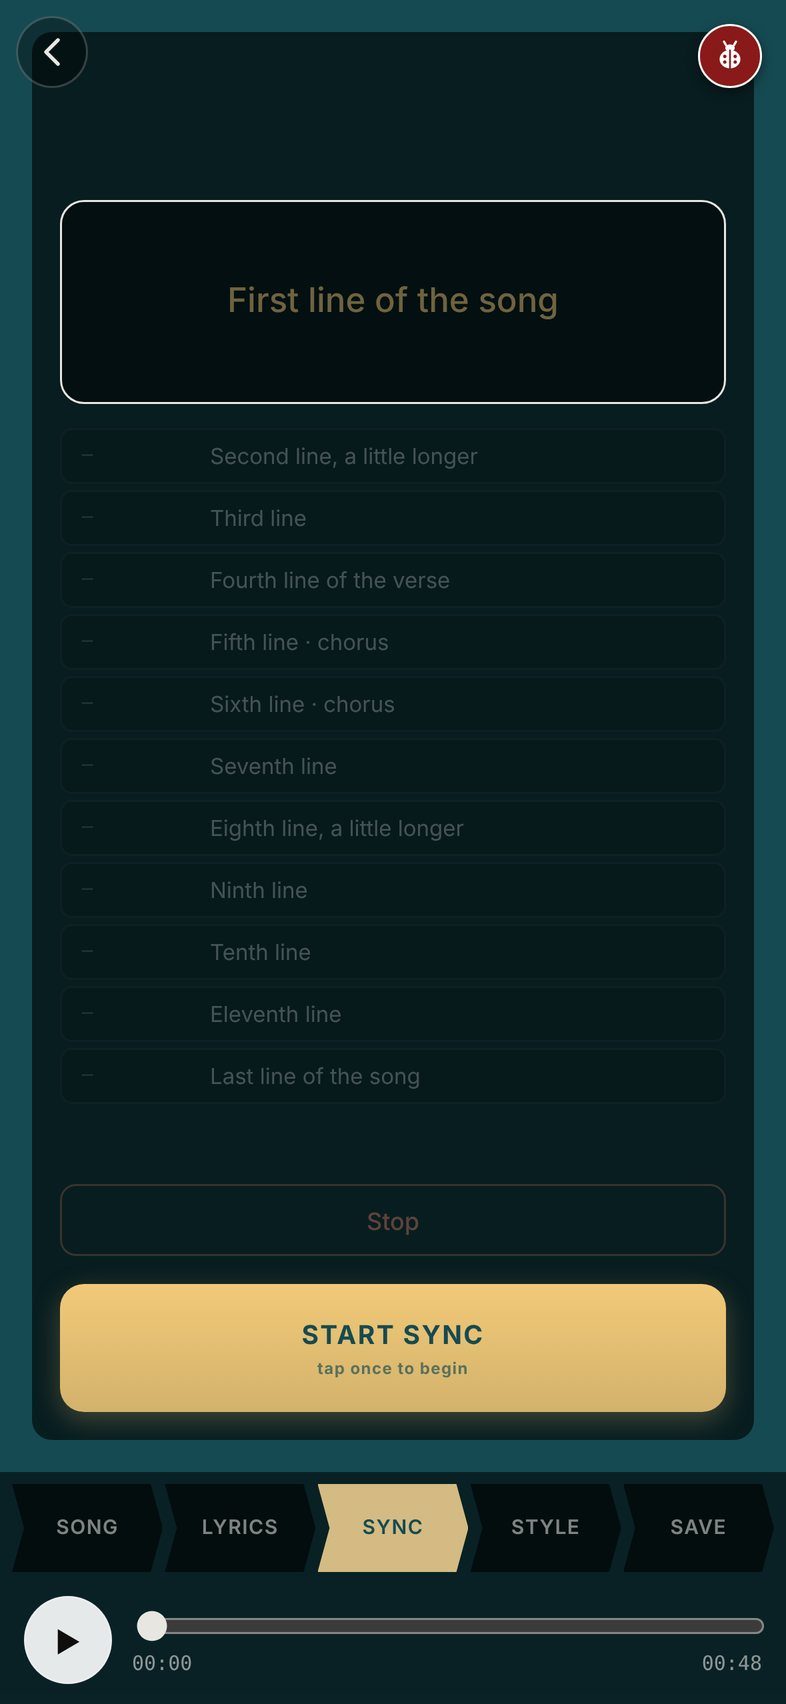 First line of the song
– Second line, a little longer
– Third line
– Fourth line of the verse
– Fifth line · chorus
– Sixth line · chorus
– Seventh line
– Eighth line, a little longer
– Ninth line
– Tenth line
– Eleventh line
– Last line of the song
Stop
START SYNC
tap once to begin
SONG LYRICS SYNC STYLE SAVE
00:00 00:48